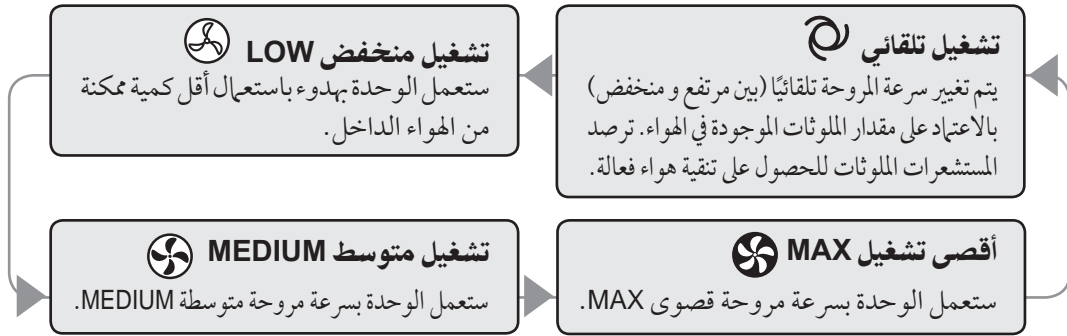 تشغيل تلقائي
يتم تغيير سرعة المروحة تلقائيًا (بين مرتفع و منخفض)
بالاعتماد على مقدار الملوثات الموجودة في الهواء. ترصد
المستشعرات الملوثات للحصول على تنقية هواء فعالة.
تشغيل منخفض LOW
ستعمل الوحدة بهدوء باستعمال أقل كمية ممكنة
من الهواء الداخل.
تشغيل متوسط MEDIUM
ستعمل الوحدة بسرعة مروحة متوسطة MEDIUM.
أقصى تشغيل MAX
ستعمل الوحدة بسرعة مروحة قصوى MAX.